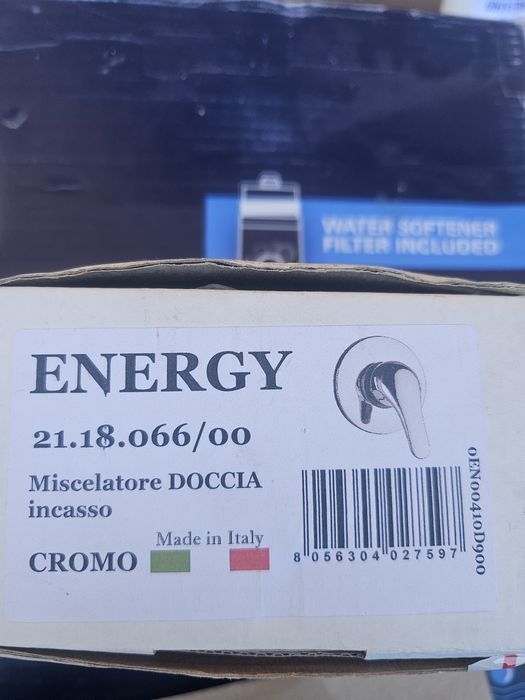 WATER SOFTENER
FILTER INCLUDED
ENERGY
21.18.066/00
Miscelatore DOCCIA
incasso
Made in Italy
CROMO
8 056304 027597
0EN00410D900